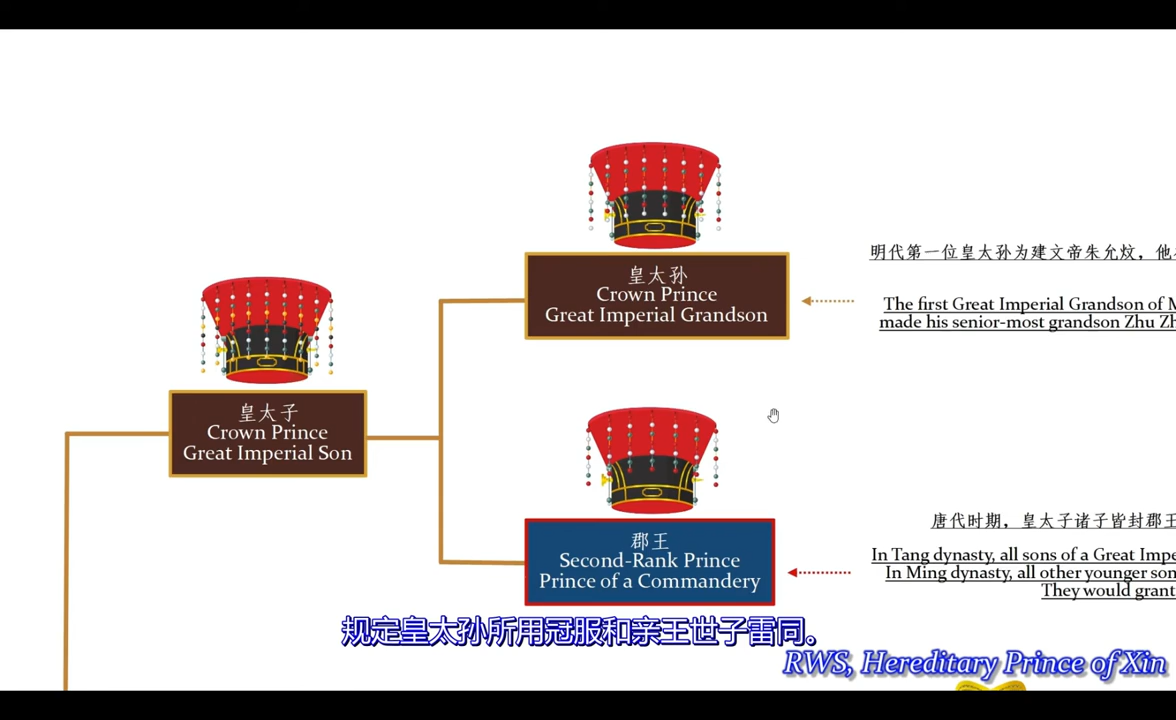 皇太孙
Crown Prince
Great Imperial Grandson
明代第一位皇太孙为建文帝朱允炆，他
The first Great Imperial Grandson of M
made his senior-most grandson Zhu Zh
皇太子
Crown Prince
Great Imperial Son
郡王
Second-Rank Prince
Prince of a Commandery
唐代时期，皇太子诸子皆封郡王
In Tang dynasty, all sons of a Great Impe
In Ming dynasty, all other younger son
They would grant
规定皇太孙所用冠服和亲王世子雷同。
RWS, Hereditary Prince of Xin